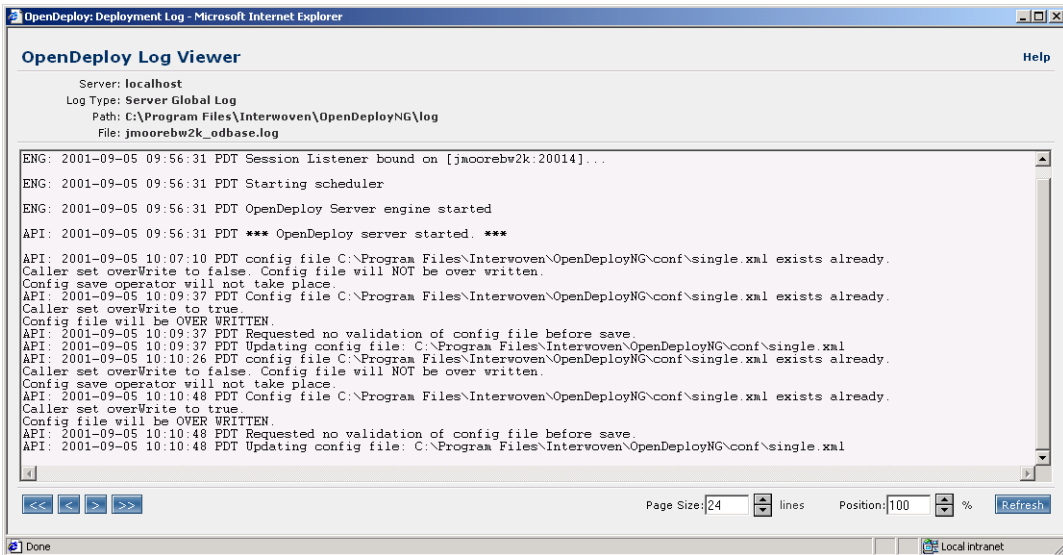 OpenDeploy: Deployment Log - Microsoft Internet Explorer
OpenDeploy Log Viewer
Help
Server: localhost
Log Type: Server Global Log
Path: C:\Program Files\Interwoven\OpenDeployNG\log
File: jmoorebw2k_odbase.log
ENG: 2001-09-05 09:56:31 PDT Session Listener bound on [jmoorebw2k:20014]...
ENG: 2001-09-05 09:56:31 PDT Starting scheduler
ENG: 2001-09-05 09:56:31 PDT OpenDeploy Server engine started
API: 2001-09-05 09:56:31 PDT *** OpenDeploy server started. ***
API: 2001-09-05 10:07:10 PDT config file C:\Program Files\Interwoven\OpenDeployNG\conf\single.xml exists already.
Caller set overWrite to false. Config file will NOT be over written.
Config save operator will not take place.
API: 2001-09-05 10:09:37 PDT Config file C:\Program Files\Interwoven\OpenDeployNG\conf\single.xml exists already.
Caller set overWrite to true.
Config file will be OVER WRITTEN.
API: 2001-09-05 10:09:37 PDT Requested no validation of config file before save.
API: 2001-09-05 10:09:37 PDT Updating config file: C:\Program Files\Interwoven\OpenDeployNG\conf\single.xml
API: 2001-09-05 10:10:26 PDT config file C:\Program Files\Interwoven\OpenDeployNG\conf\single.xml exists already.
Caller set overWrite to false. Config file will NOT be over written.
Config save operator will not take place.
API: 2001-09-05 10:10:48 PDT Config file C:\Program Files\Interwoven\OpenDeployNG\conf\single.xml exists already.
Caller set overWrite to true.
Config file will be OVER WRITTEN.
API: 2001-09-05 10:10:48 PDT Requested no validation of config file before save.
API: 2001-09-05 10:10:48 PDT Updating config file: C:\Program Files\Interwoven\OpenDeployNG\conf\single.xml
<< < > >> Page Size: 24 lines Position: 100 % Refresh
Done Local intranet